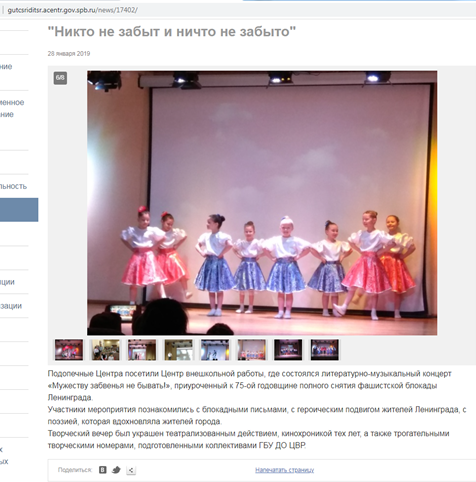 gutcsriditsr.acentr.gov.spb.ru/news/17402/
"Никто не забыт и ничто не забыто"
28 января 2019
6/8
ние
менное
ание
льность
ции
зации
х
ых
Подопечные Центра посетили Центр внешкольной работы, где состоялся литературно-музыкальный концерт
«Мужеству забвенья не бывать!», приуроченный к 75-ой годовщине полного снятия фашистской блокады
Ленинграда.
Участники мероприятия познакомились с блокадными письмами, с героическим подвигом жителей Ленинграда, с
поэзией, которая вдохновляла жителей города.
Творческий вечер был украшен театрализованным действием, кинохроникой тех лет, а также трогательными
творческими номерами, подготовленными коллективами ГБУ ДО ЦВР.
Поделиться:
Напечатать страницу